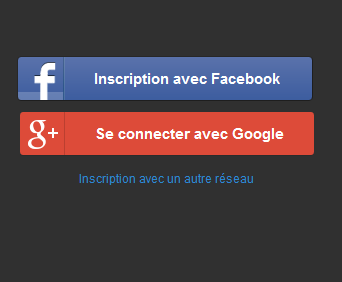 f Inscription avec Facebook
g+ Se connecter avec Google
Inscription avec un autre réseau